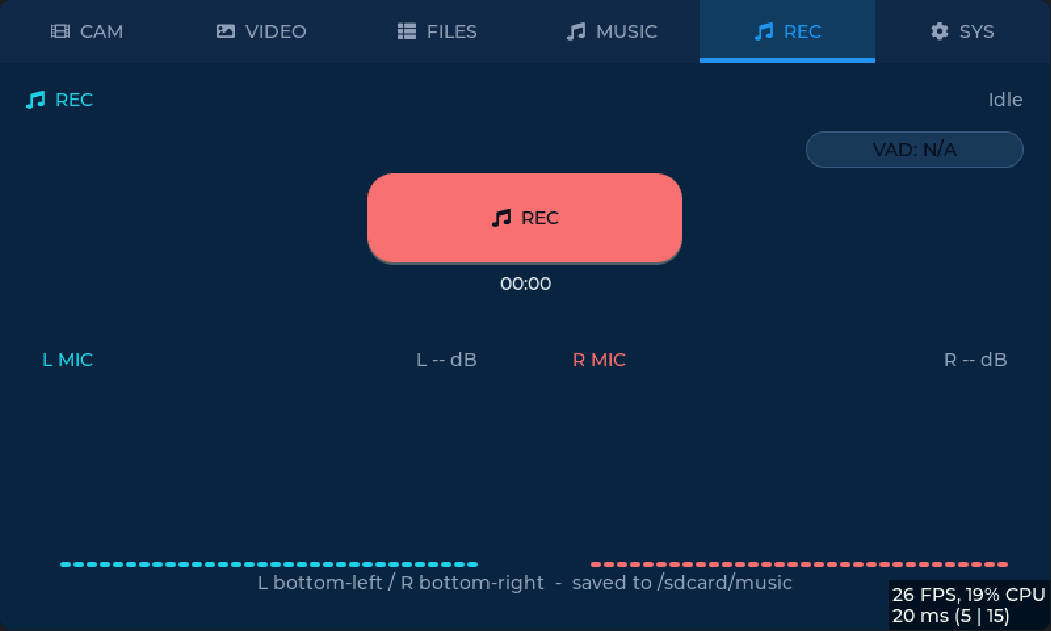 CAM VIDEO FILES MUSIC REC SYS
REC Idle
VAD: N/A
REC
00:00
L MIC L -- dB R MIC R -- dB
L bottom-left / R bottom-right - saved to /sdcard/music
26 FPS, 19% CPU
20 ms (5 | 15)